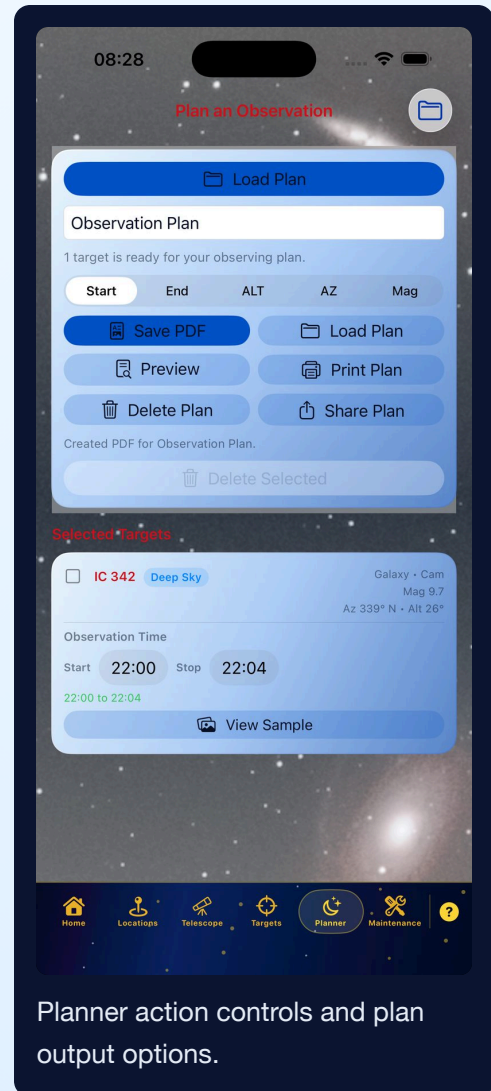 08:28
Plan an Observation
Load Plan
Observation Plan
1 target is ready for your observing plan.
Start End ALT AZ Mag
Save PDF Load Plan
Preview Print Plan
Delete Plan Share Plan
Created PDF for Observation Plan.
Delete Selected
Selected Targets
IC 342 Deep Sky Galaxy • Cam
Mag 9.7
Az 339° N • Alt 26°
Observation Time
Start 22:00 Stop 22:04
22:00 to 22:04
View Sample
Home Locations Telescope Targets Planner Maintenance ?
Planner action controls and plan
output options.